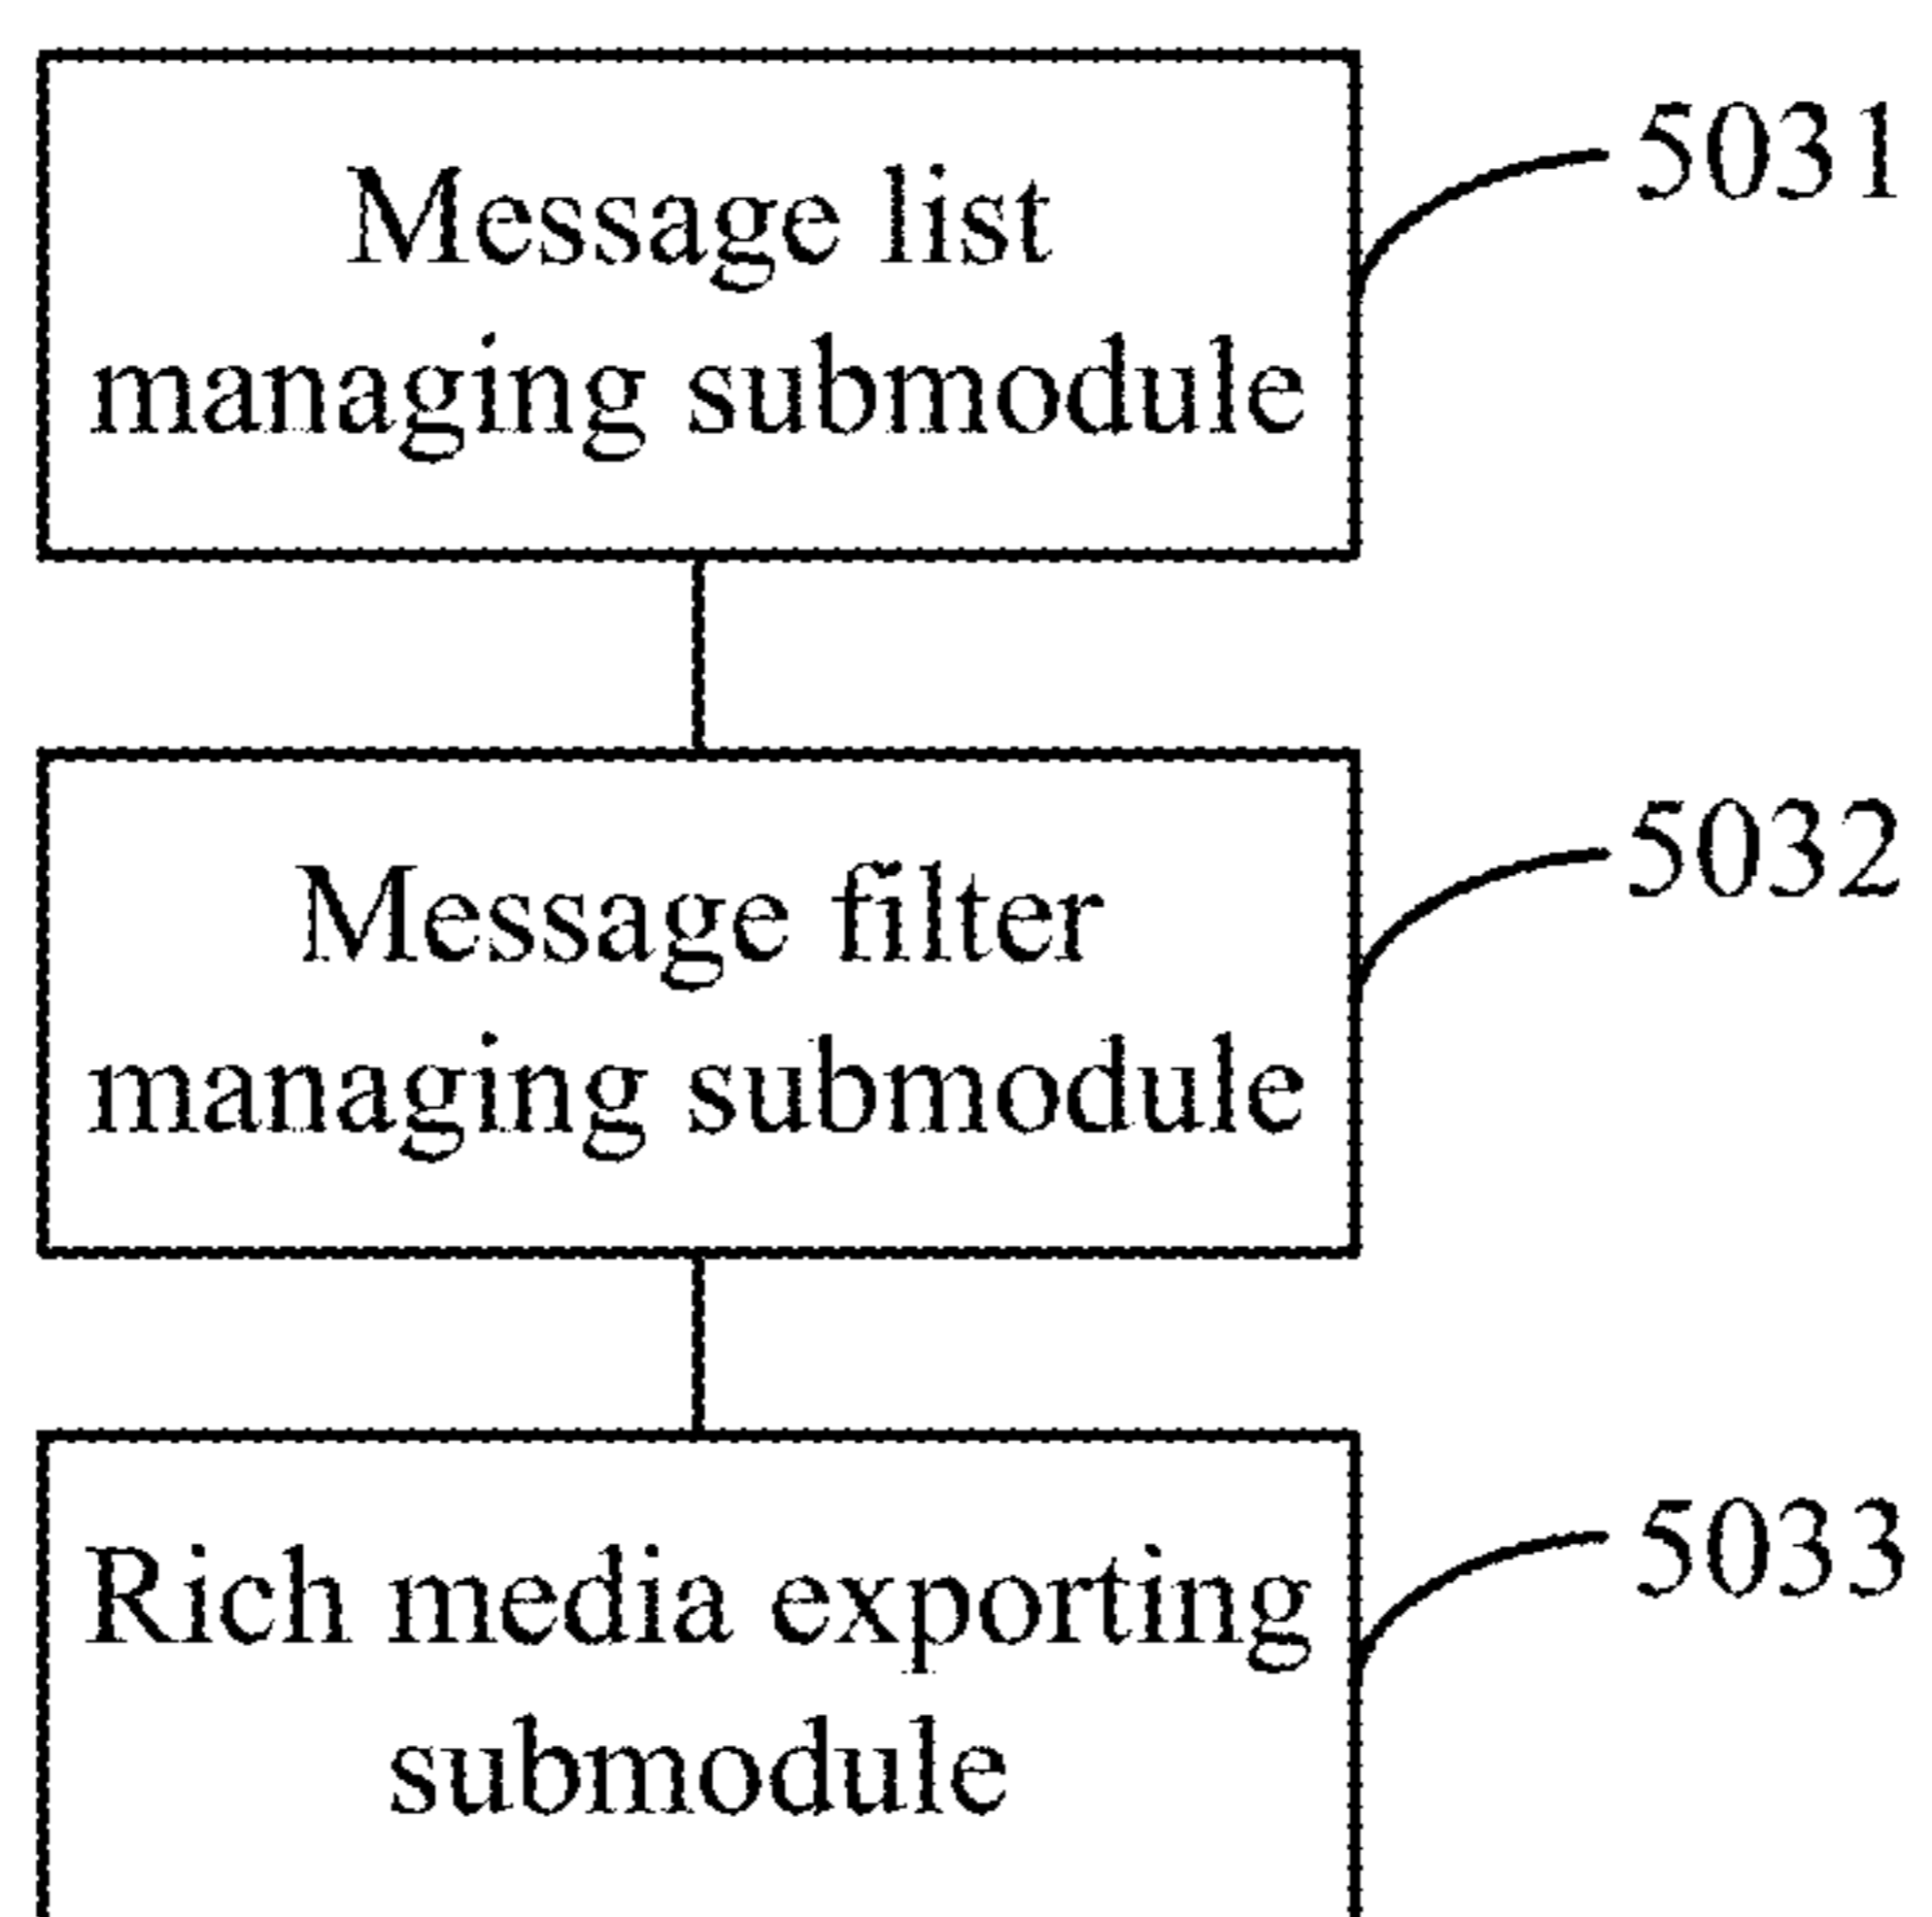 Message list
managing submodule
5031
Message filter
managing submodule
5032
Rich media exporting
submodule
5033